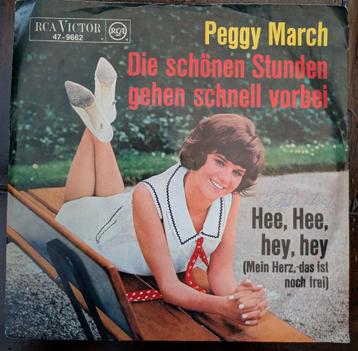 RCA VICTOR
RCA
47-9662
Peggy March
Die schönen Stunden
gehen schnell vorbei
Hee, Hee,
hey, hey
(Mein Herz,-das ist
noch frei)